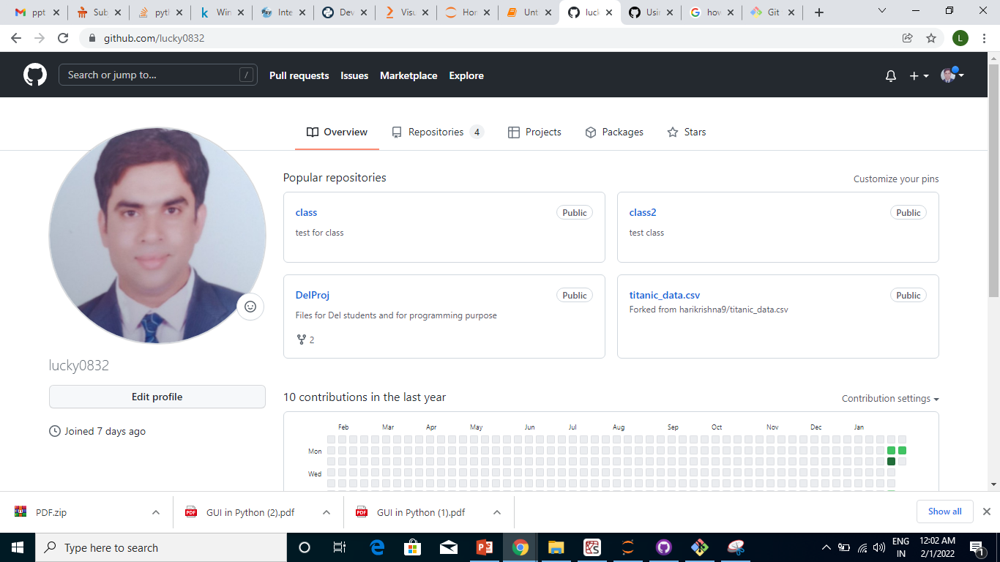 ppt
Sub
pytl
Win
Inte
Dev
Visu
Hor
Unt
luck
Usin
how
Git
github.com/lucky0832
L
Search or jump to...
/
Pull requests
Issues
Marketplace
Explore
Overview
Repositories 4
Projects
Packages
Stars
Popular repositories
Customize your pins
class
Public
test for class
class2
Public
test class
DelProj
Public
Files for Del students and for programming purpose
2
titanic_data.csv
Public
Forked from harikrishna9/titanic_data.csv
lucky0832
Edit profile
Joined 7 days ago
10 contributions in the last year
Contribution settings
Feb Mar Apr May Jun Jul Aug Sep Oct Nov Dec Jan
Mon
Wed
PDF.zip
GUI in Python (2).pdf
GUI in Python (1).pdf
Show all
Type here to search
ENG
IN
12:02 AM
2/1/2022
1